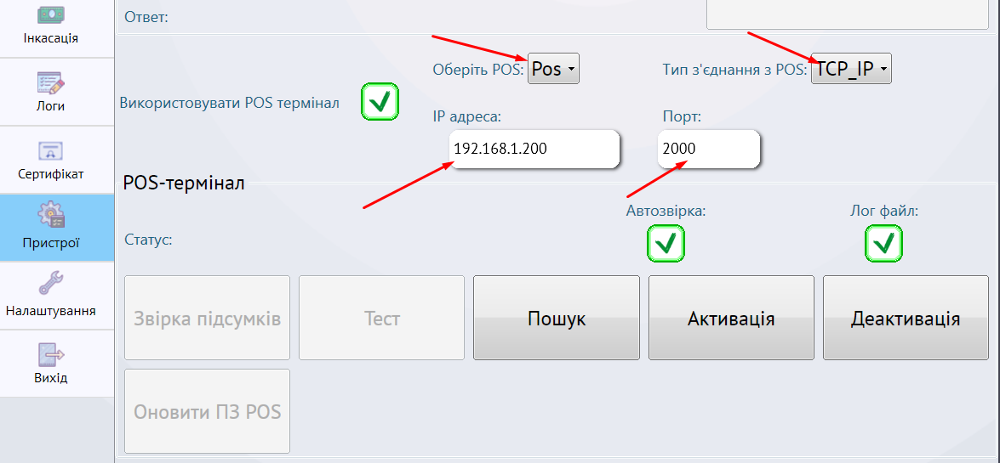 Інкасація
Логи
Сертифікат
Пристрої
Налаштування
Вихід
Ответ:
Оберіть POS: Pos
Тип з'єднання з POS: TCP_IP
Використовувати POS термінал
IP адреса:
Порт:
192.168.1.200
2000
POS-термінал
Автозвірка:
Лог файл:
Статус:
Звірка підсумків
Тест
Пошук
Активація
Деактивація
Оновити ПЗ POS